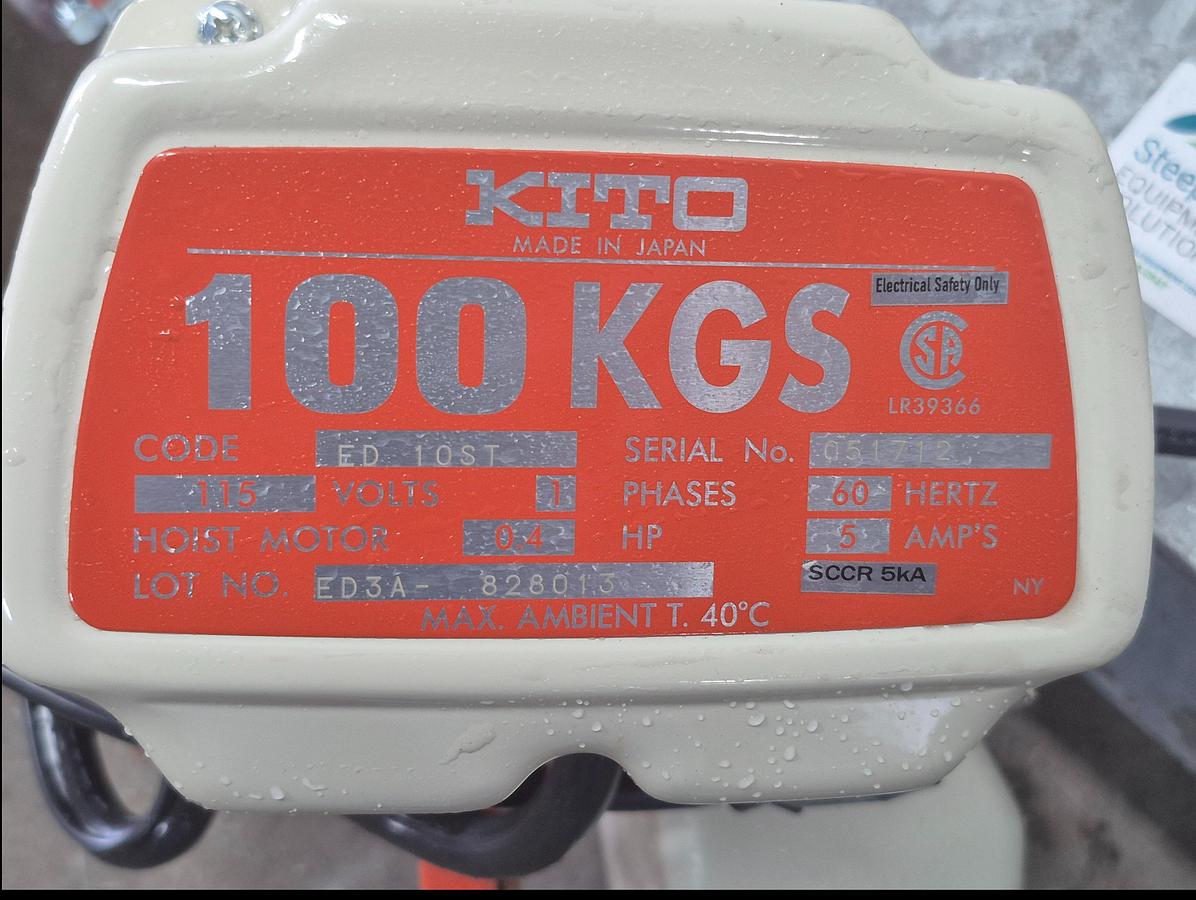 KITO
MADE IN JAPAN
100 KGS
Electrical Safety Only
CSA
LR39366
CODE ED 10ST SERIAL No. 051712
115 VOLTS 1 PHASES 60 HERTZ
HOIST MOTOR 0.4 HP 5 AMP'S
LOT NO. ED3A- 828013 SCCR 5kA NY
MAX. AMBIENT T. 40°C